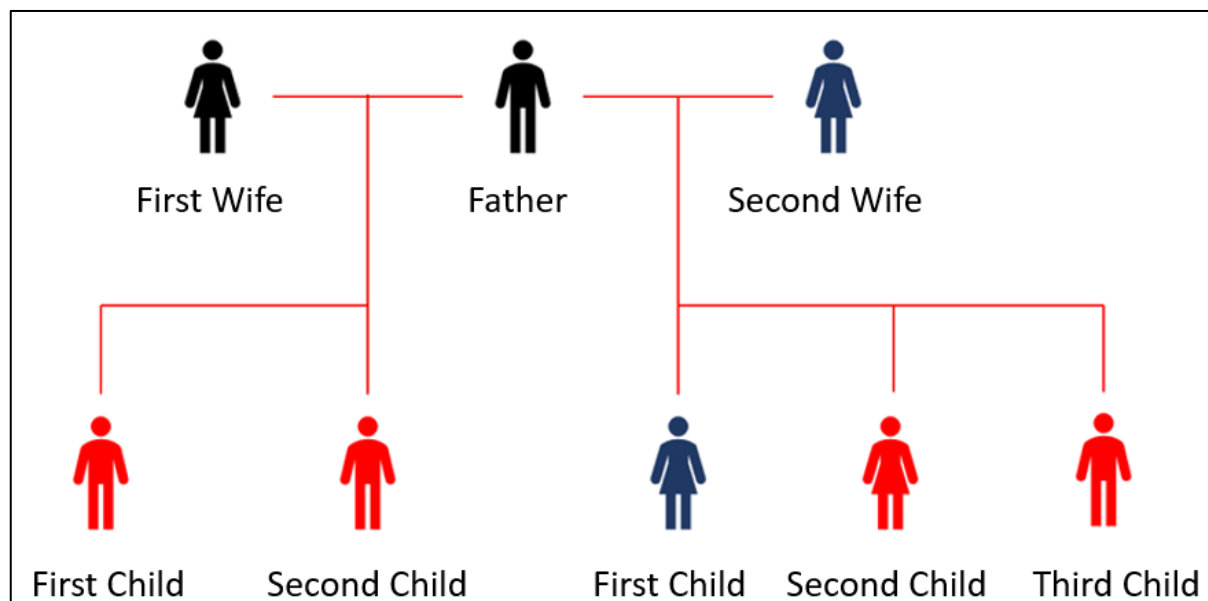 First Wife
Father
Second Wife
First Child
Second Child
First Child
Second Child
Third Child